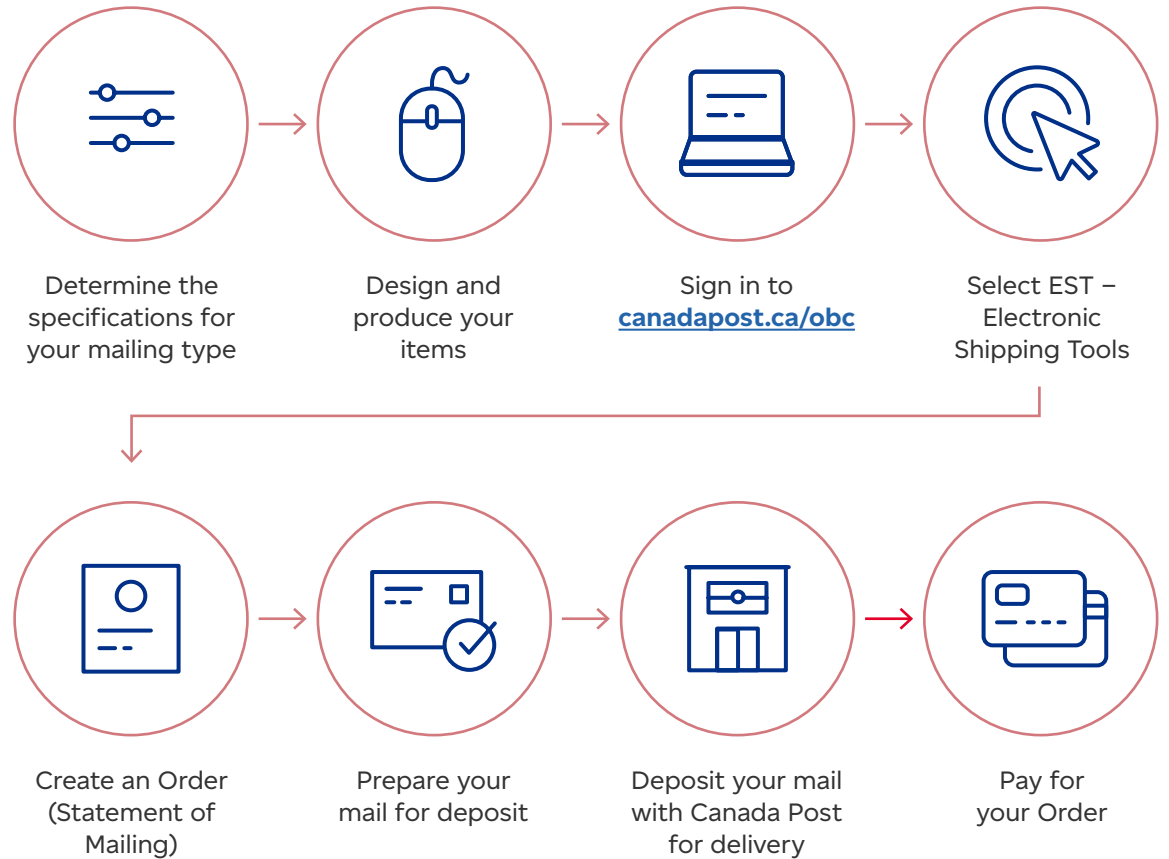 Determine the
specifications for
your mailing type
Design and
produce your
items
Sign in to
canadapost.ca/obc
Select EST –
Electronic
Shipping Tools
Create an Order
(Statement of
Mailing)
Prepare your
mail for deposit
Deposit your mail
with Canada Post
for delivery
Pay for
your Order